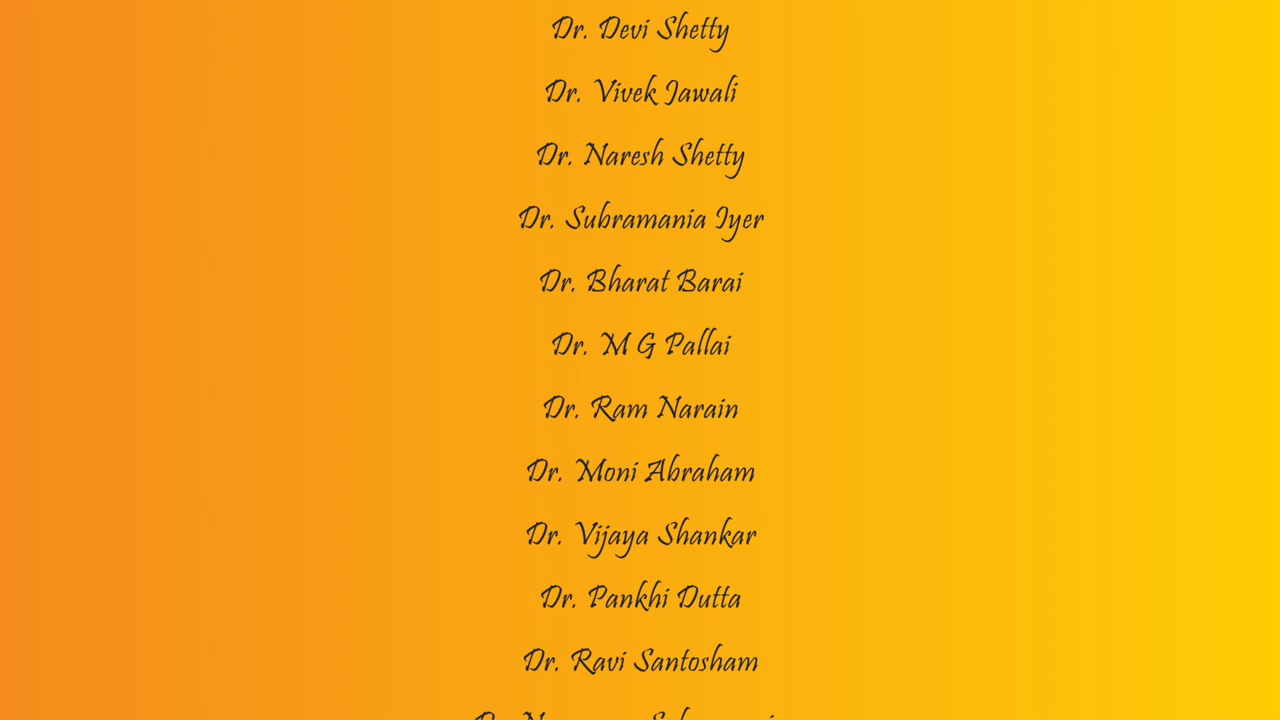 Dr. Devi Shetty
Dr. Vivek Jawali
Dr. Naresh Shetty
Dr. Subramania Iyer
Dr. Bharat Barai
Dr. M G Pallai
Dr. Ram Narain
Dr. Moni Abraham
Dr. Vijaya Shankar
Dr. Pankhi Dutta
Dr. Ravi Santosham
Dr.